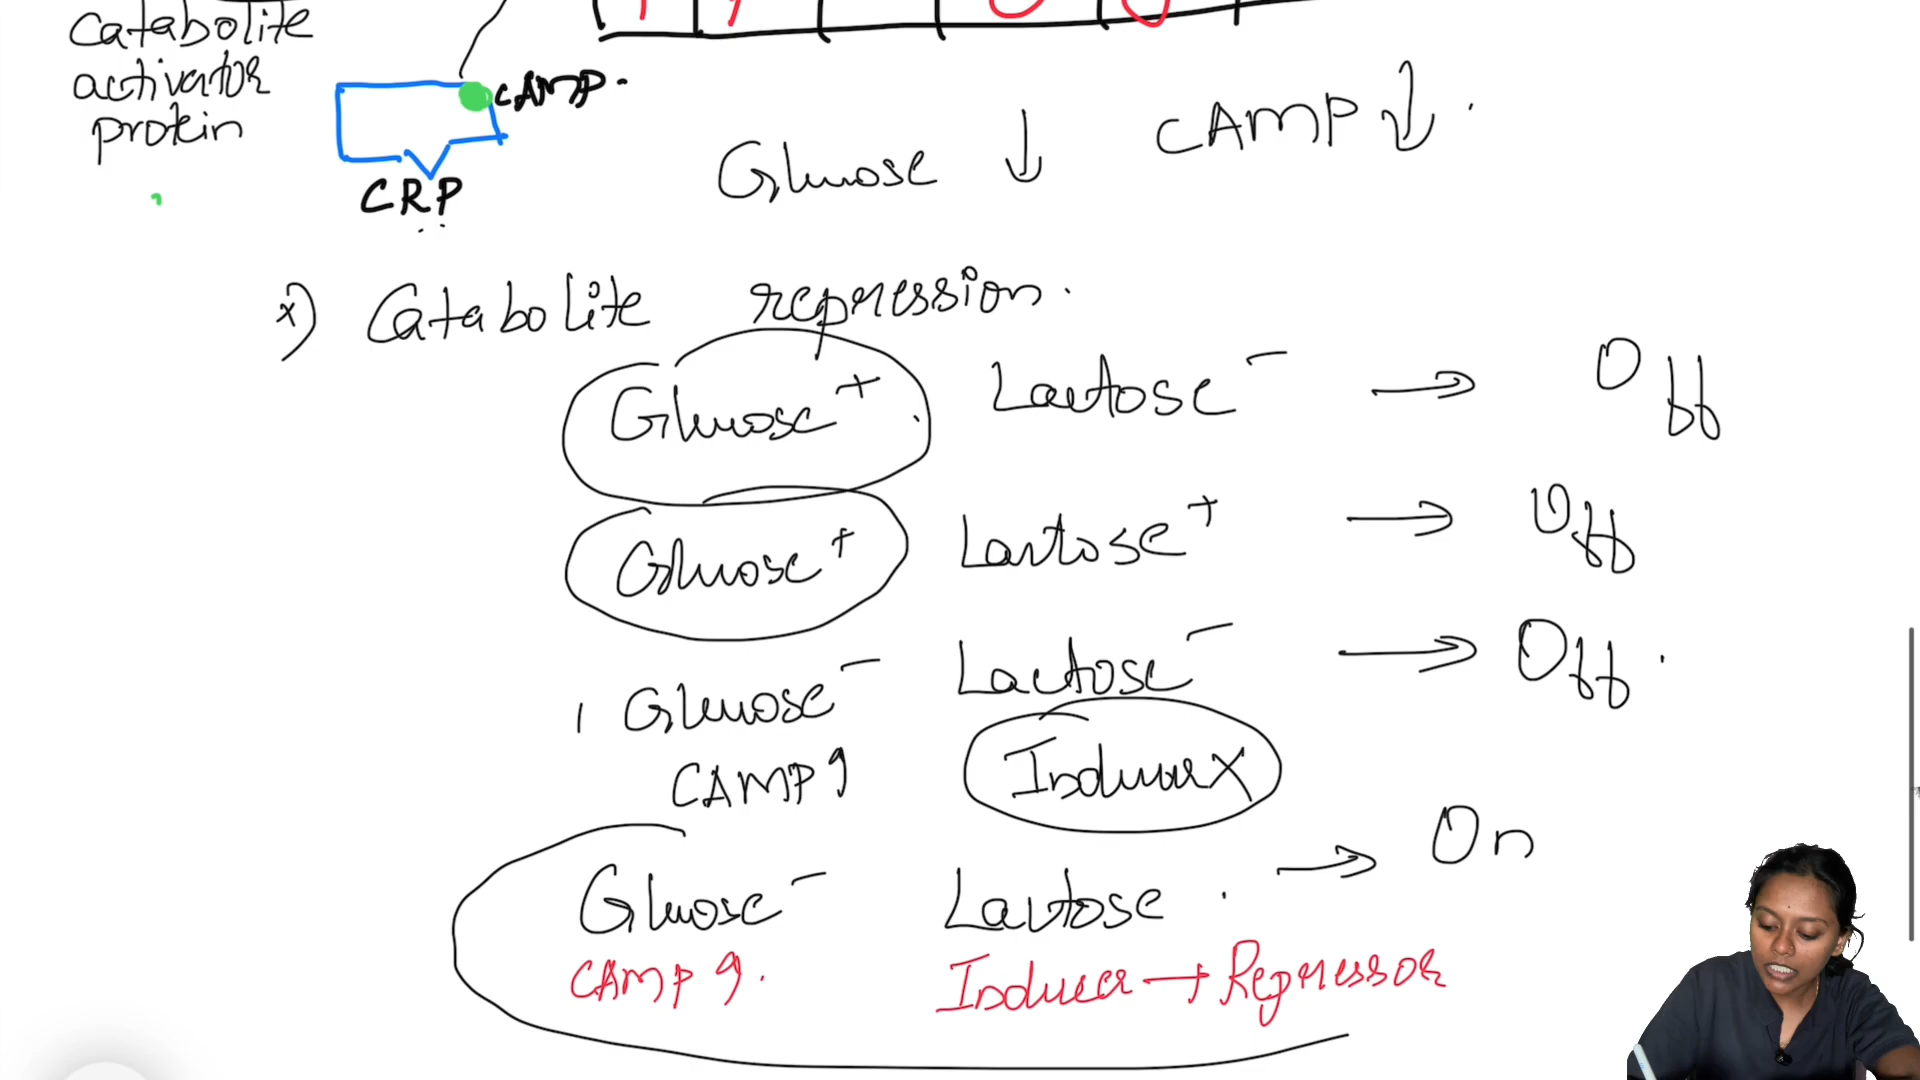 catabolite
activator
protein
CAMP.
CRP
Glucose ↓ CAMP ↓.
*) Catabolite repression.
Glucose + Lactose - → Off
Glucose + Lactose + → Off
Glucose - Lactose - → Off.
CAMP ↑ Inducer X
Glucose - Lactose . → On
CAMP ↑. Inducer → Repressor